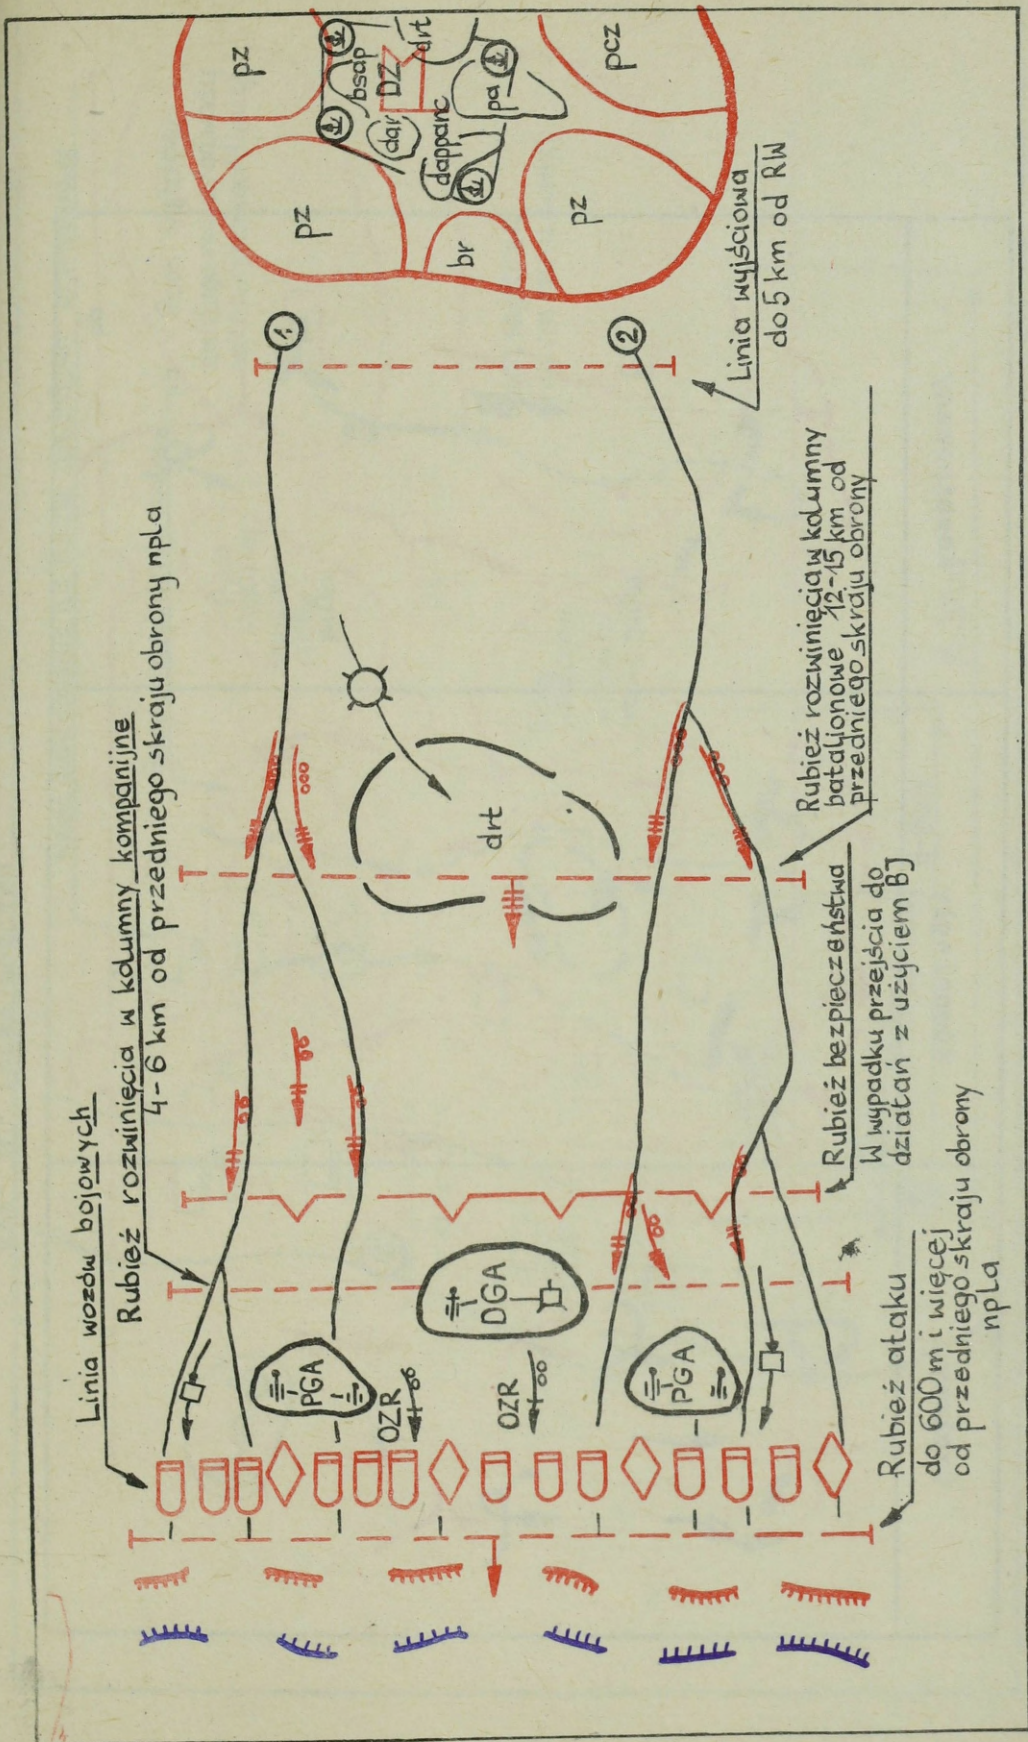 Linia wozów bojowych
Rubież rozwinięcia w kolumny kompanijne
4-6 km od przedniego skraju obrony npla
pz
pz
bsap
DZ
drt
dar
dappanc
pa
br
pcz
pz
1
2
Linia wyjściowa
do 5 km od RW
drt
Rubież rozwinięcia w kolumny
batalionowe 12-15 km od
przedniego skraju obrony
Rubież bezpieczeństwa
W wypadku przejścia do
działań z użyciem BJ
DGA
PGA
OZR
OZR
PGA
Rubież ataku
do 600 m i więcej
od przedniego skraju obrony
npla